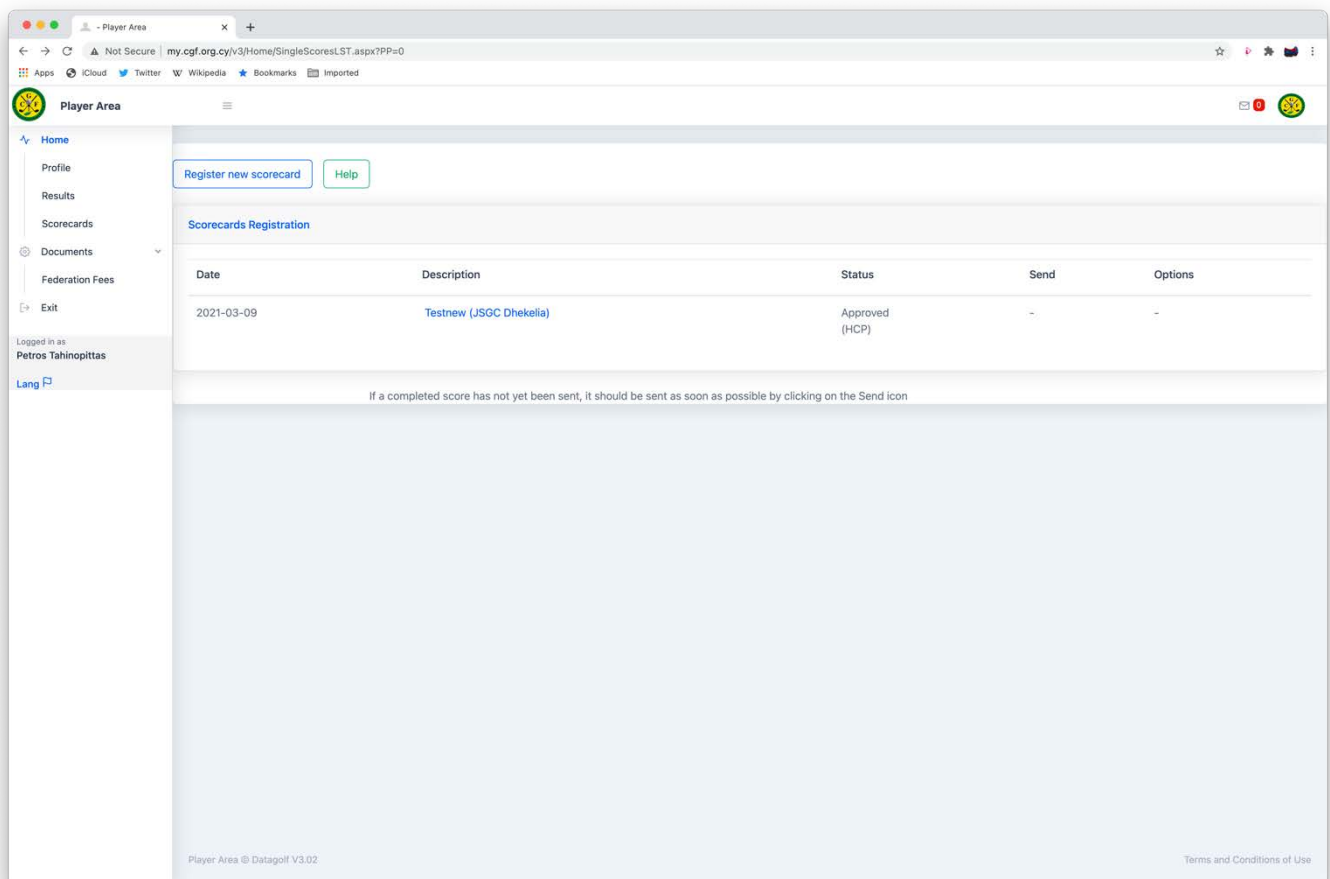 - Player Area
Not Secure | my.cgf.org.cy/v3/Home/SingleScoresLST.aspx?PP=0
Apps iCloud Twitter Wikipedia Bookmarks Imported
C G F
Player Area
0
Home
Profile
Results
Scorecards
Documents
Federation Fees
Exit
Logged in as
Petros Tahinopittas
Lang
Register new scorecard Help
Scorecards Registration
Date Description Status Send Options
2021-03-09 Testnew (JSGC Dhekelia) Approved - -
(HCP)
If a completed score has not yet been sent, it should be sent as soon as possible by clicking on the Send icon
Player Area © Datagolf V3.02 Terms and Conditions of Use